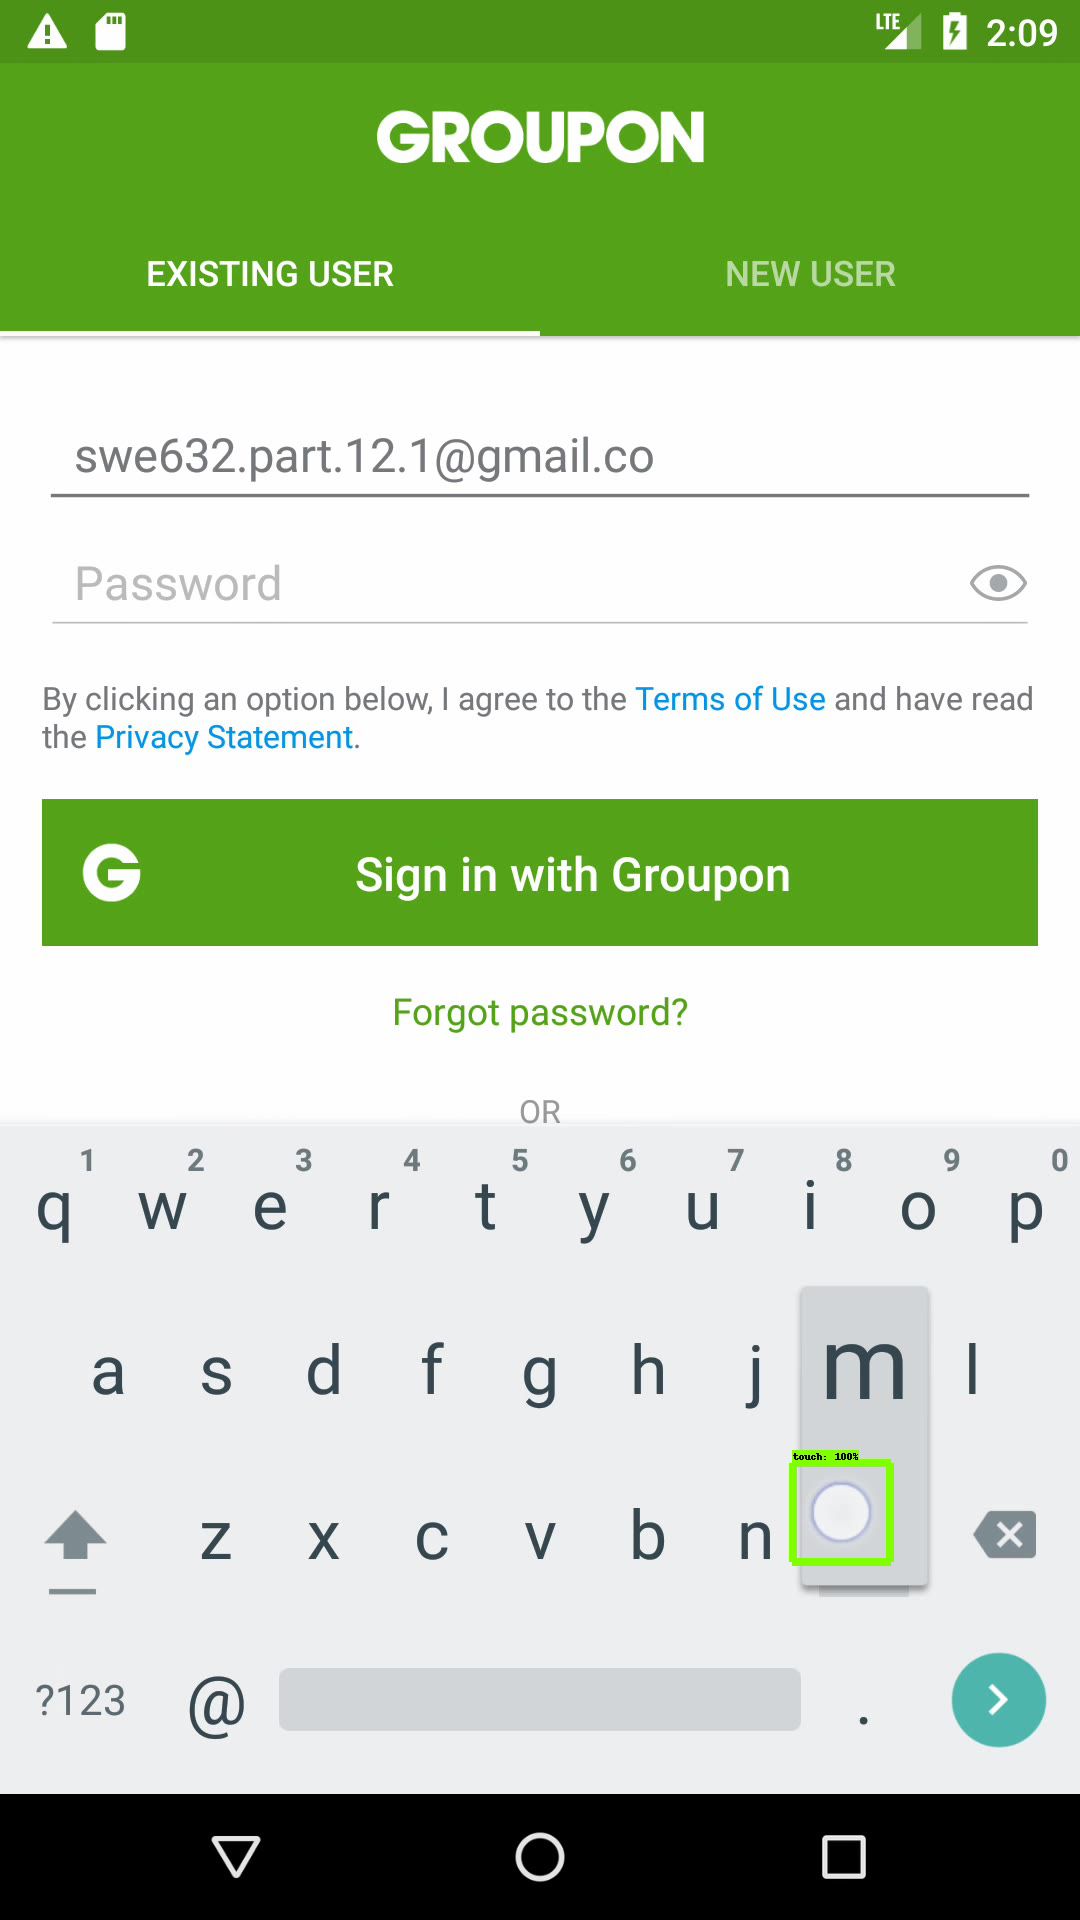 LTE 2:09
GROUPON
EXISTING USER NEW USER
swe632.part.12.1@gmail.co
Password
By clicking an option below, I agree to the Terms of Use and have read
the Privacy Statement.
G Sign in with Groupon
Forgot password?
OR
1 2 3 4 5 6 7 8 9 0
q w e r t y u i o p
a s d f g h j m l
touch: 100%
z x c v b n
?123 @ .